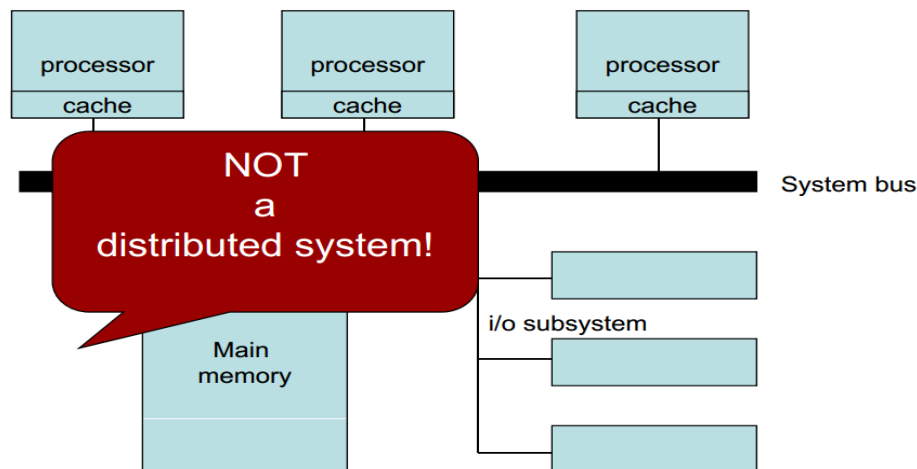 processor
processor
processor
cache
cache
cache
NOT
a
distributed system!
System bus
i/o subsystem
Main
memory